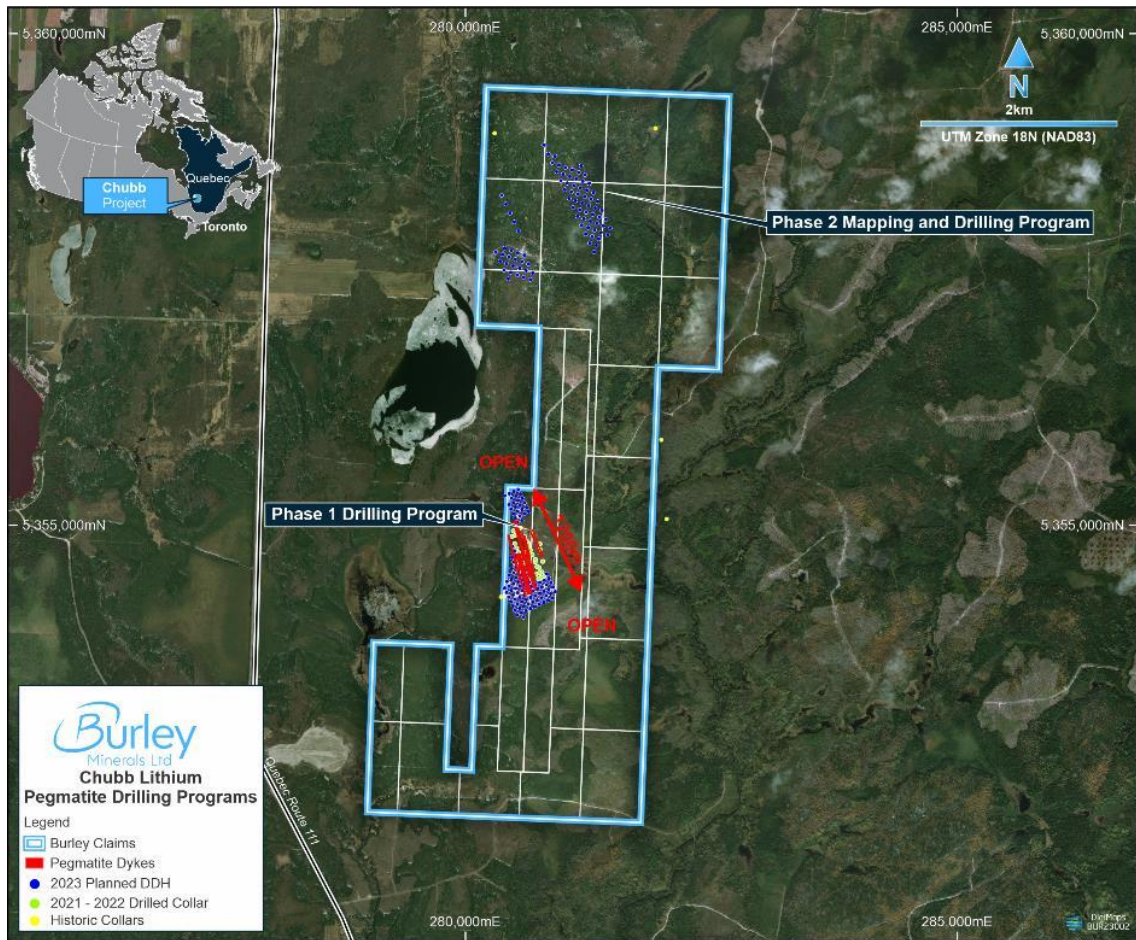 280,000mE
285,000mE
5,360,000mN
5,360,000mN
N
2km
UTM Zone 18N (NAD83)
Quebec
Chubb
Project
Toronto
Phase 2 Mapping and Drilling Program
OPEN
Phase 1 Drilling Program
5,355,000mN
5,355,000mN
OPEN
Burley
Minerals Ltd
Chubb Lithium
Pegmatite Drilling Programs
Legend
Burley Claims
Pegmatite Dykes
2023 Planned DDH
2021 - 2022 Drilled Collar
Historic Collars
Quebec Route 111
280,000mE
285,000mE
DigiMaps
BUR23002